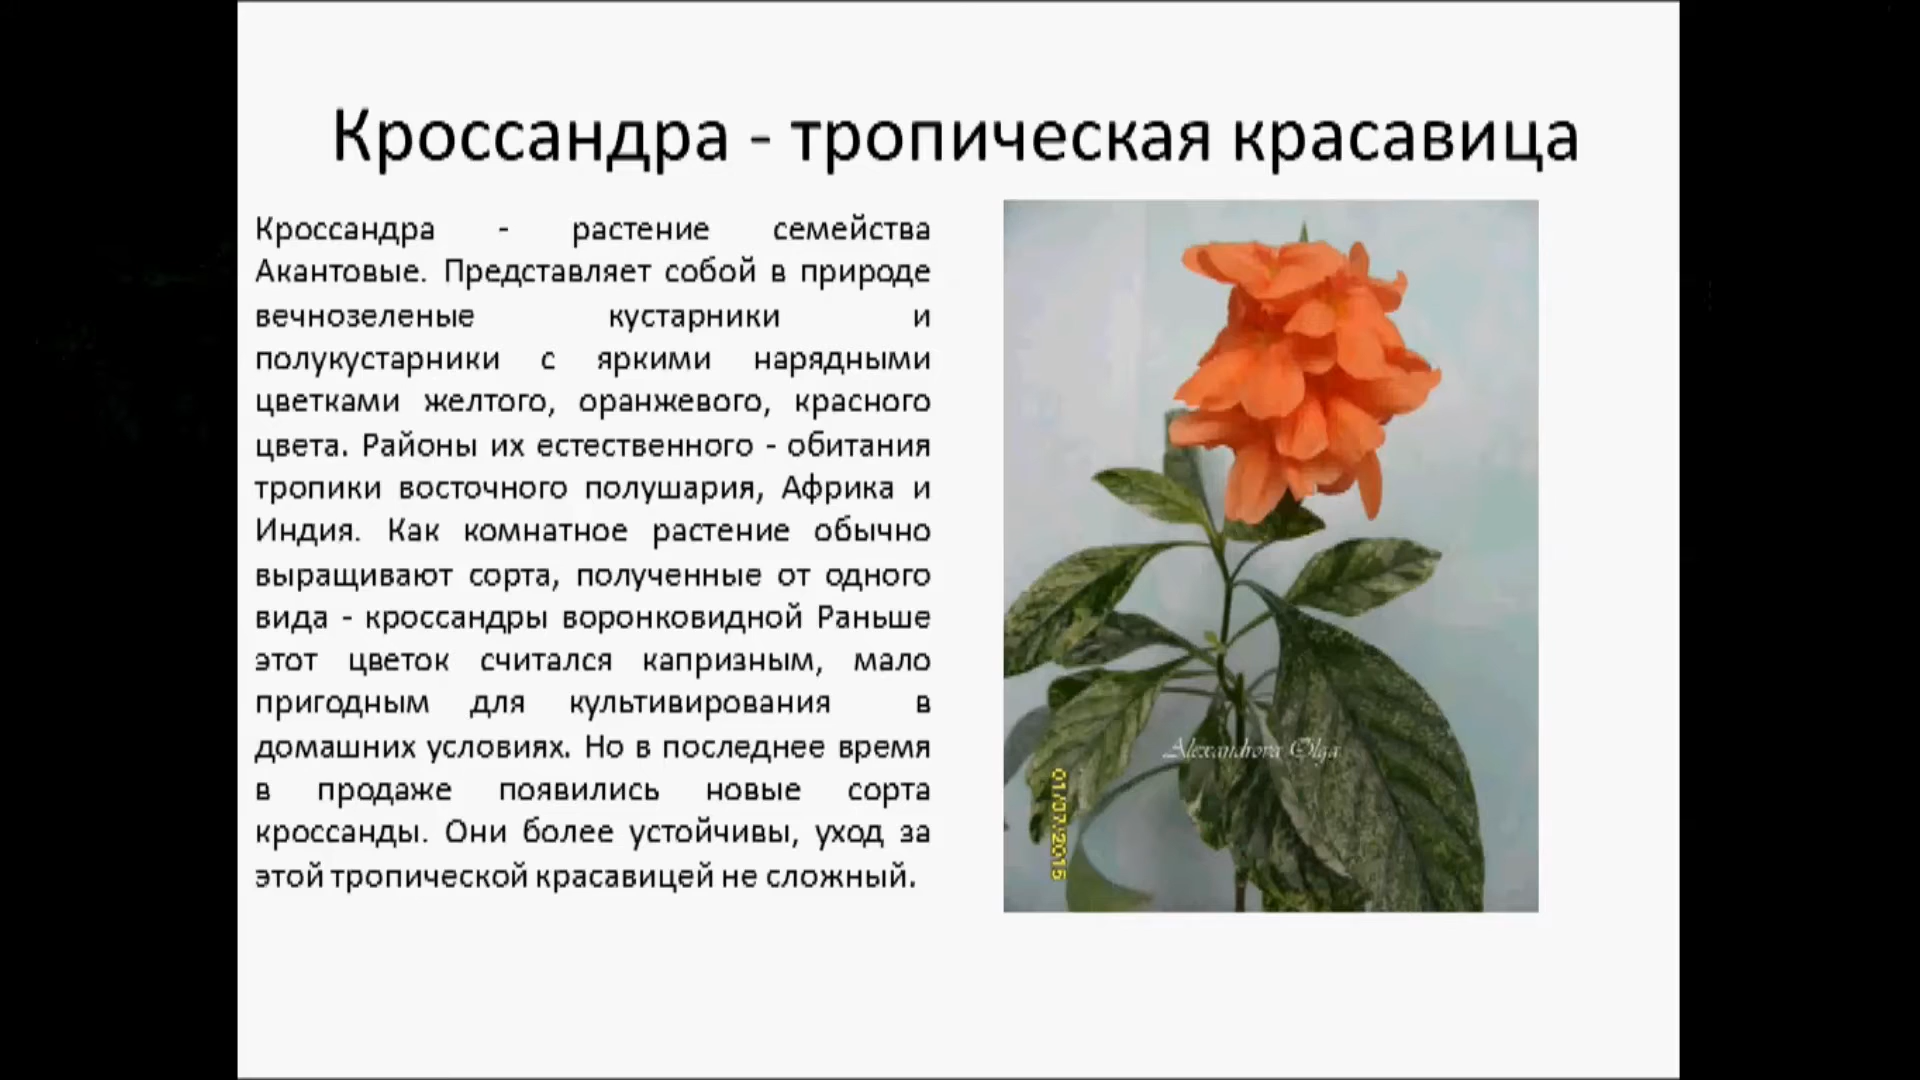 Кроссандра - тропическая красавица
Кроссандра - растение семейства
Акантовые. Представляет собой в природе
вечнозеленые кустарники и
полукустарники с яркими нарядными
цветками желтого, оранжевого, красного
цвета. Районы их естественного - обитания
тропики восточного полушария, Африка и
Индия. Как комнатное растение обычно
выращивают сорта, полученные от одного
вида - кроссандры воронковидной Раньше
этот цветок считался капризным, мало
пригодным для культивирования в
домашних условиях. Но в последнее время
в продаже появились новые сорта
кроссанды. Они более устойчивы, уход за
этой тропической красавицей не сложный.
Alexandrova Olga
01/07/2015